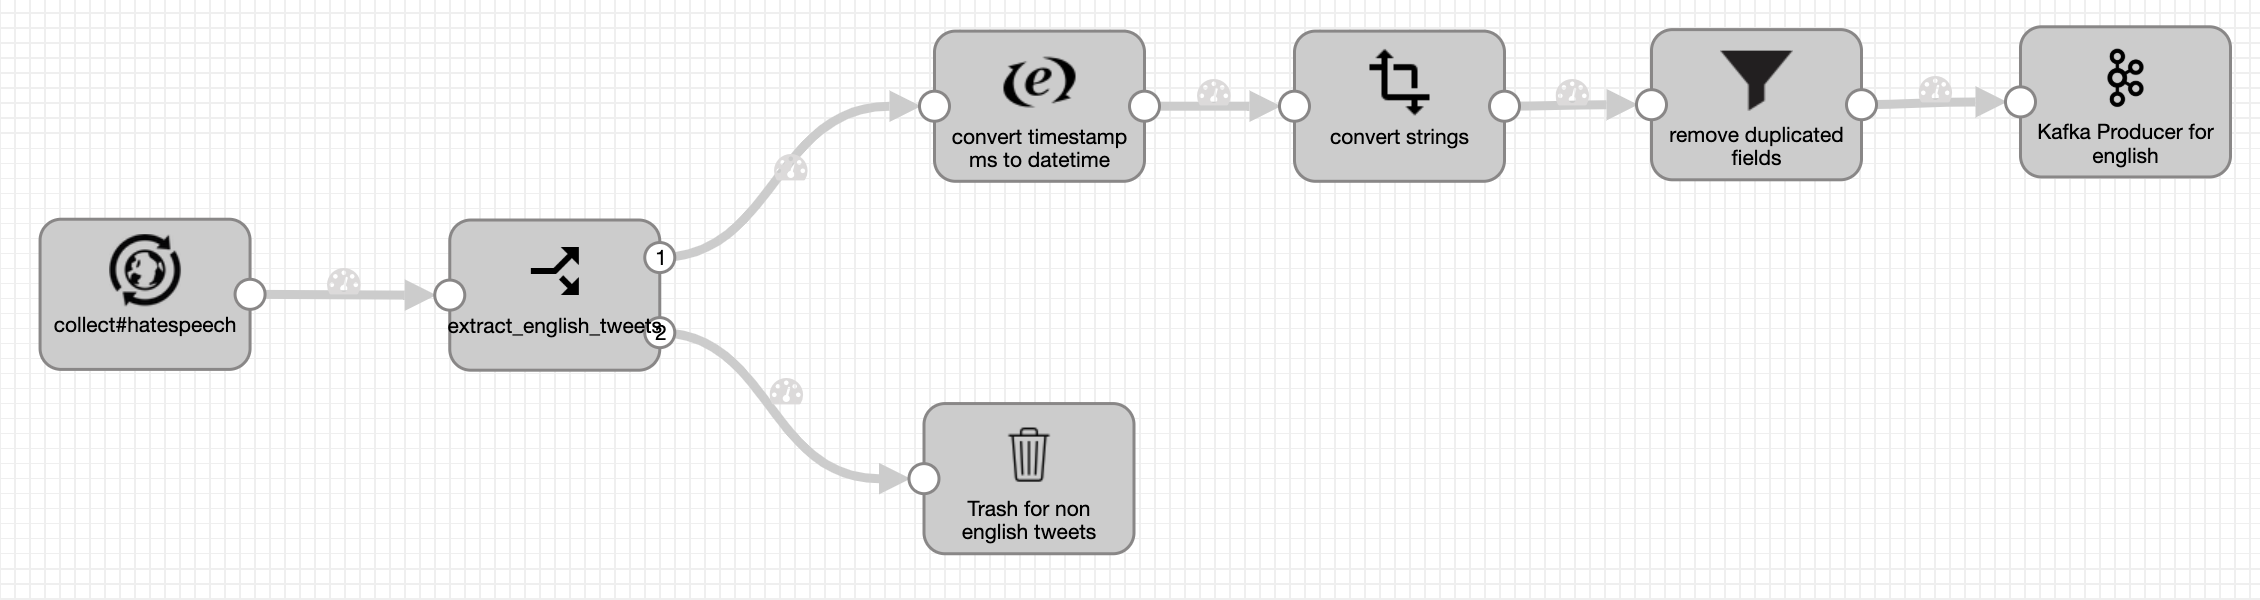 collect#hatespeech
extract_english_tweets
1
2
convert timestamp
ms to datetime
convert strings
remove duplicated
fields
Kafka Producer for
english
Trash for non
english tweets